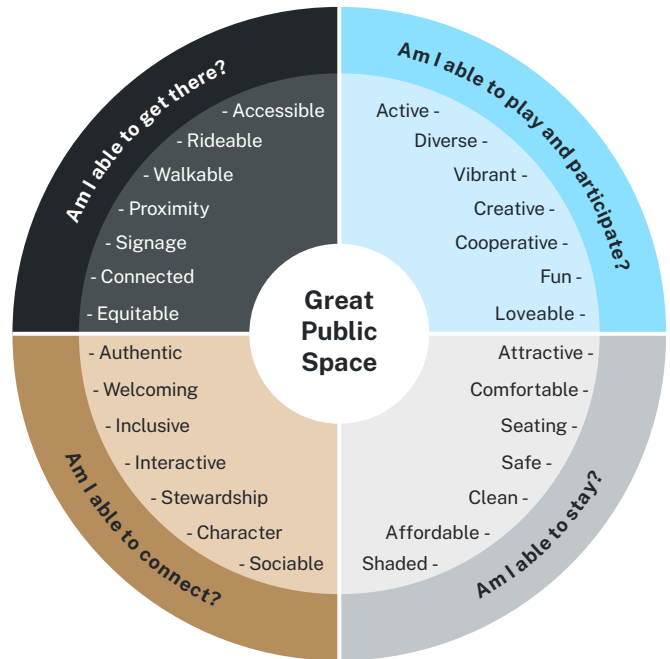 Am I able to get there?
- Accessible
- Rideable
- Walkable
- Proximity
- Signage
- Connected
- Equitable
Am I able to play and participate?
Active -
Diverse -
Vibrant -
Creative -
Cooperative -
Fun -
Loveable -
Great
Public
Space
- Authentic
- Welcoming
- Inclusive
- Interactive
- Stewardship
- Character
- Sociable
Am I able to connect?
Attractive -
Comfortable -
Seating -
Safe -
Clean -
Affordable -
Shaded -
Am I able to stay?